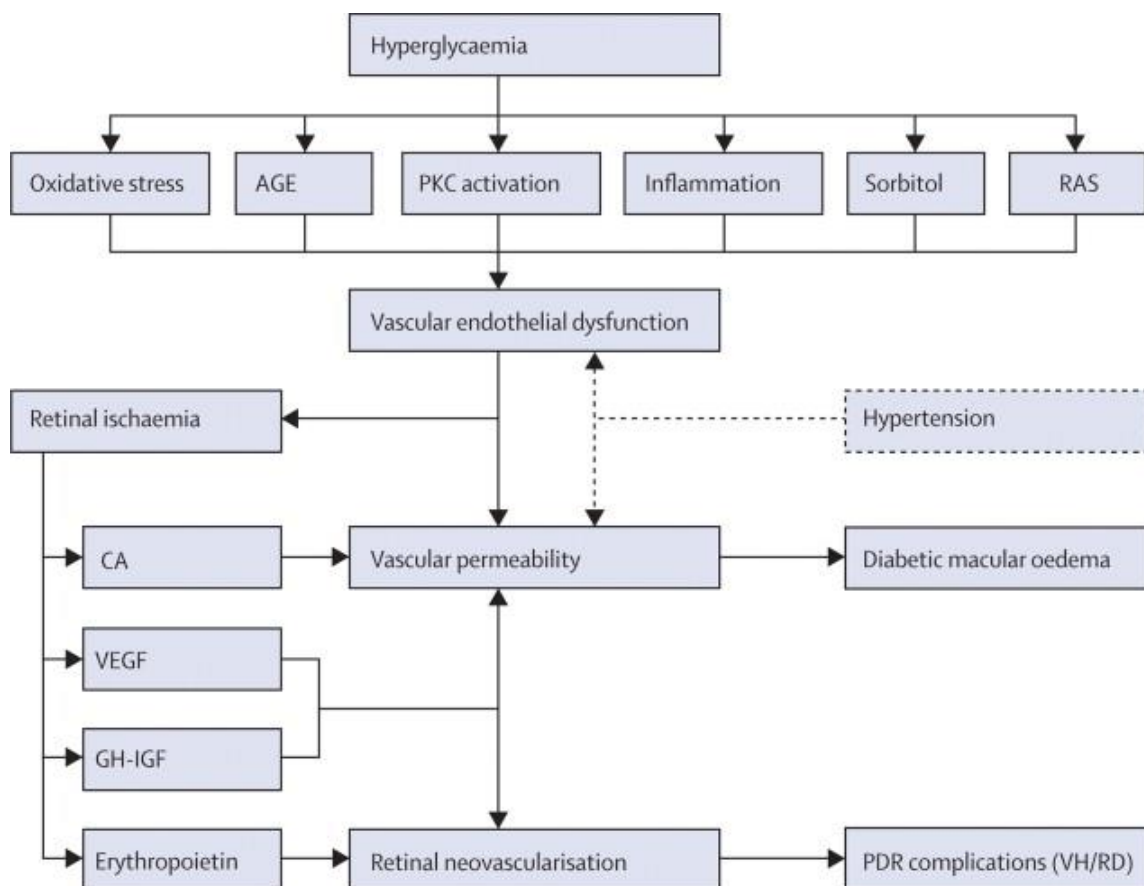 Hyperglycaemia
Oxidative stress
AGE
PKC activation
Inflammation
Sorbitol
RAS
Vascular endothelial dysfunction
Retinal ischaemia
Hypertension
CA
Vascular permeability
Diabetic macular oedema
VEGF
GH-IGF
Erythropoietin
Retinal neovascularisation
PDR complications (VH/RD)